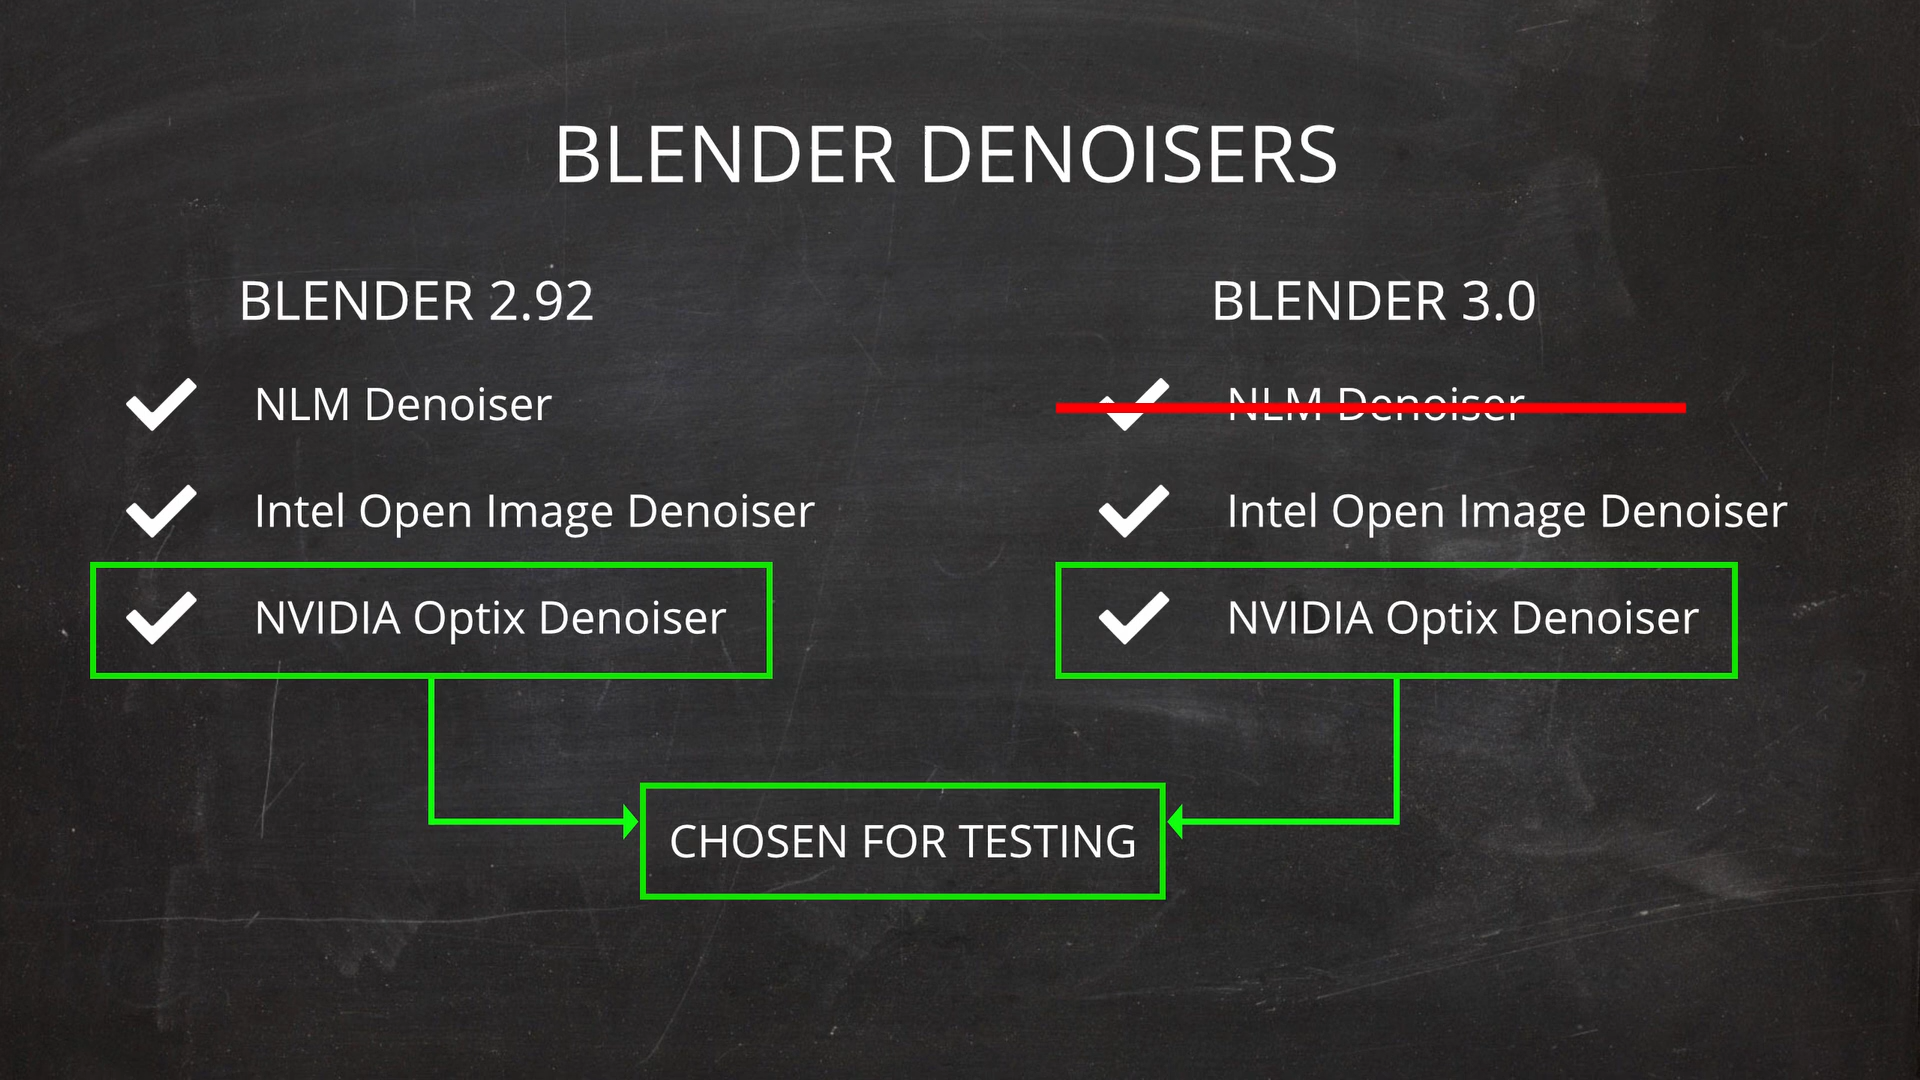 BLENDER DENOISERS
BLENDER 2.92
NLM Denoiser
Intel Open Image Denoiser
NVIDIA Optix Denoiser
BLENDER 3.0
NLM Denoiser
Intel Open Image Denoiser
NVIDIA Optix Denoiser
CHOSEN FOR TESTING